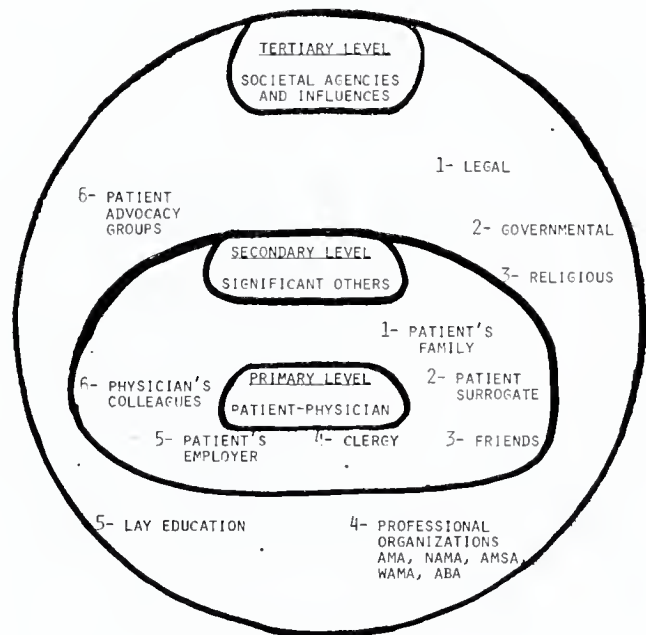 TERTIARY LEVEL
SOCIETAL AGENCIES
AND INFLUENCES
1- LEGAL
6- PATIENT
ADVOCACY
GROUPS
2- GOVERNMENTAL
SECONDARY LEVEL
SIGNIFICANT OTHERS
3- RELIGIOUS
1- PATIENT'S
FAMILY
6- PHYSICIAN'S
COLLEAGUES
PRIMARY LEVEL
PATIENT-PHYSICIAN
2- PATIENT
SURROGATE
5- PATIENT'S
EMPLOYER
4- CLERGY
3- FRIENDS
5- LAY EDUCATION
4- PROFESSIONAL
ORGANIZATIONS
AMA, NAMA, AMSA,
WAMA, ABA